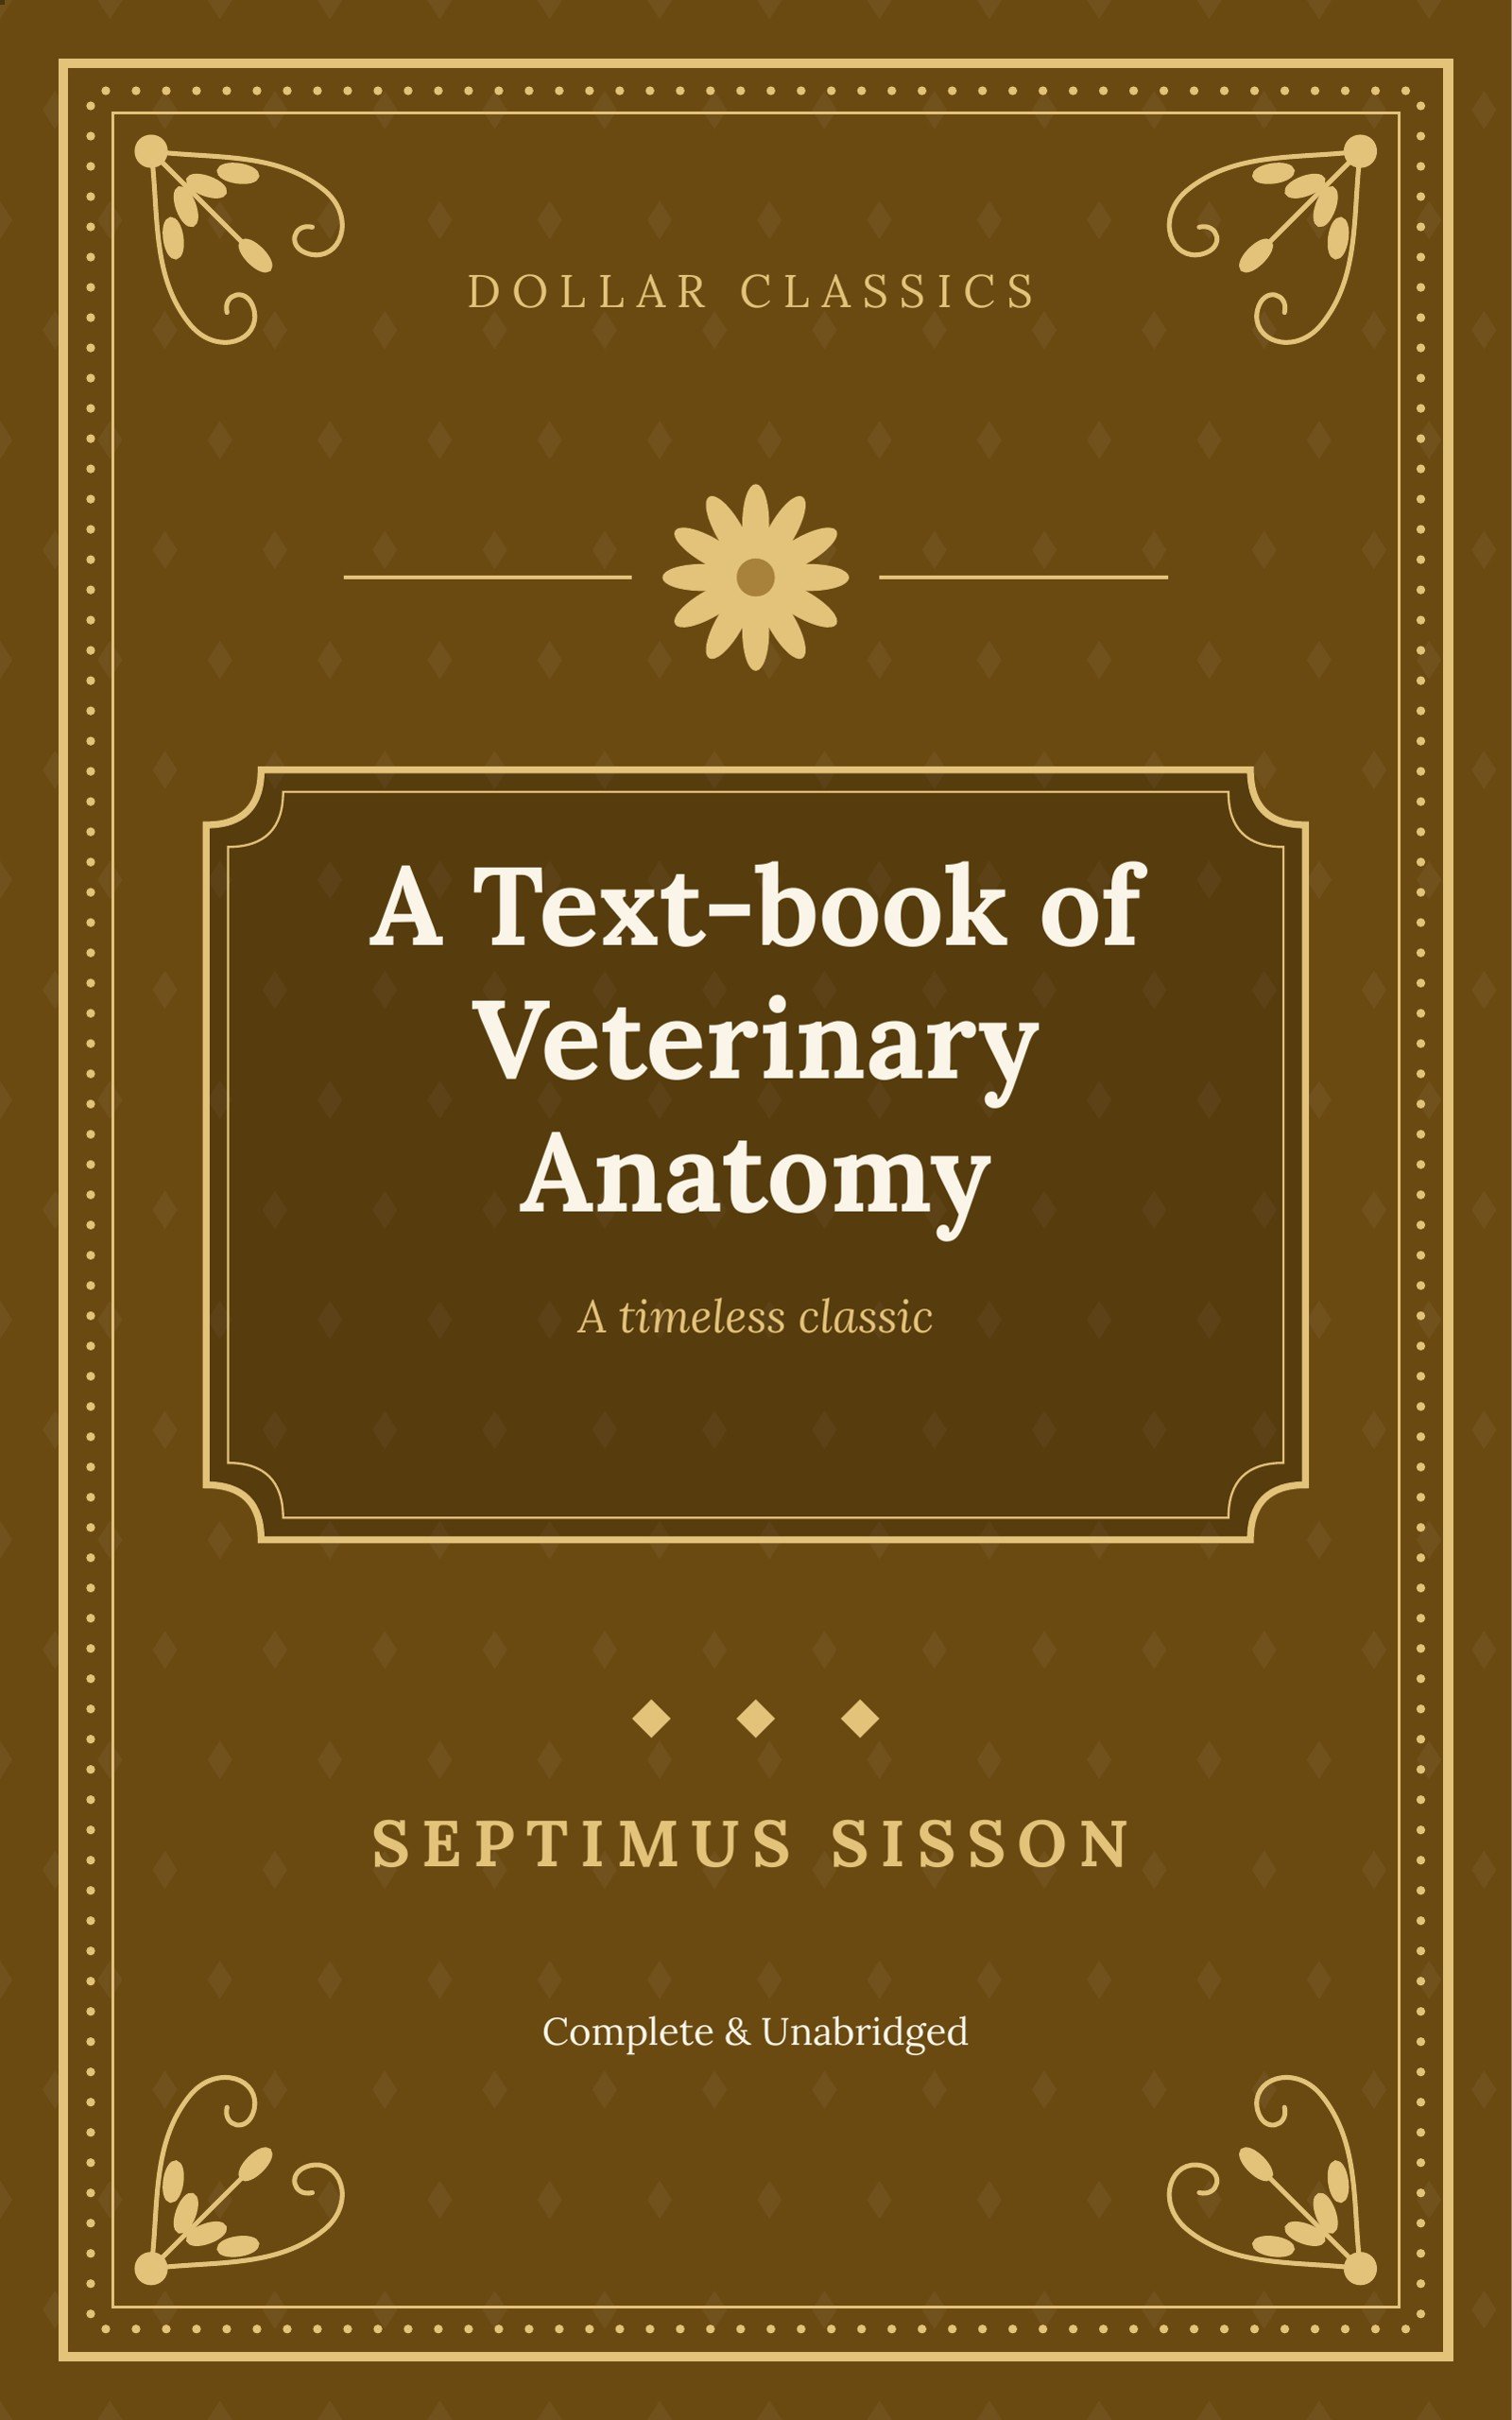 DOLLAR CLASSICS
A Text-book of
Veterinary
Anatomy
A timeless classic
SEPTIMUS SISSON
Complete & Unabridged